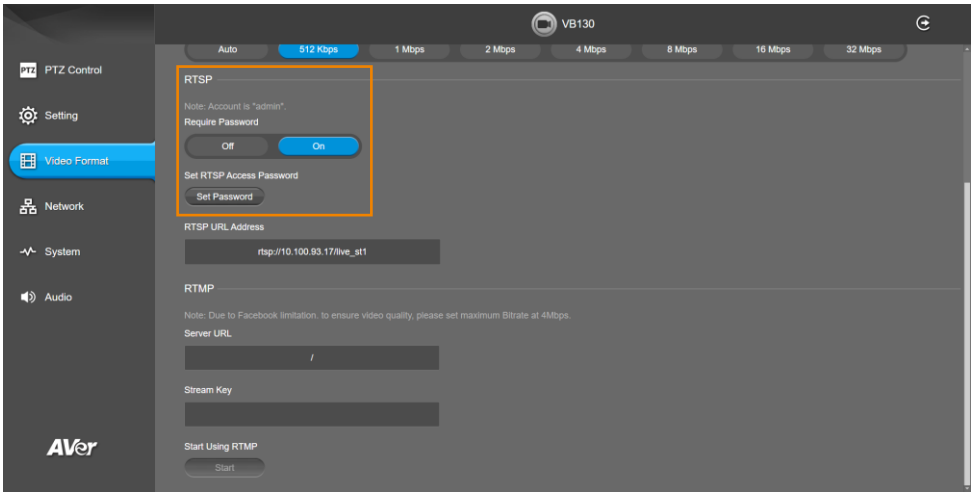 VB130
Auto 512 Kbps 1 Mbps 2 Mbps 4 Mbps 8 Mbps 16 Mbps 32 Mbps
PTZ PTZ Control
Setting
Video Format
Network
System
Audio
AVer
RTSP
Note: Account is "admin".
Require Password
Off On
Set RTSP Access Password
Set Password
RTSP URL Address
rtsp://10.100.93.17/live_st1
RTMP
Note: Due to Facebook limitation. to ensure video quality, please set maximum Bitrate at 4Mbps.
Server URL
/
Stream Key
Start Using RTMP
Start